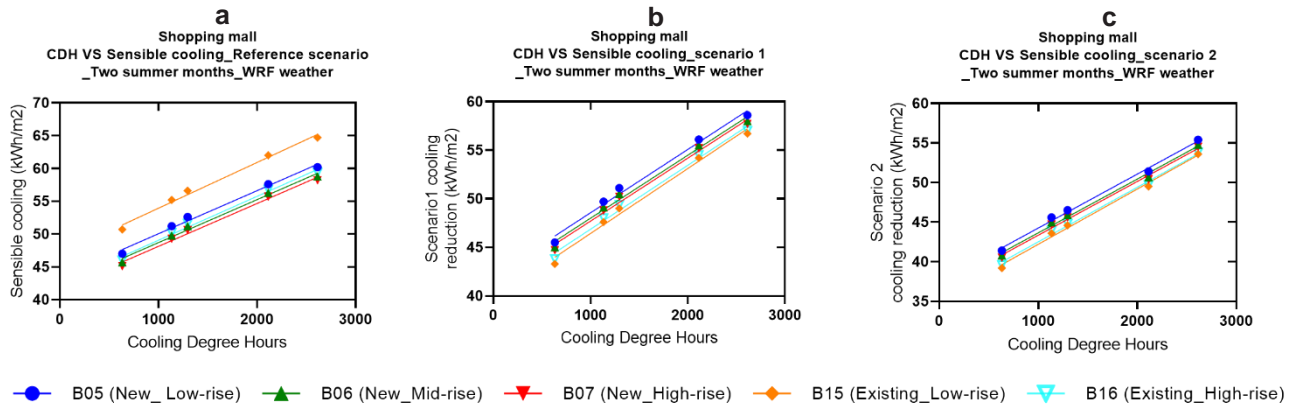 a
Shopping mall
CDH VS Sensible cooling_Reference scenario
_Two summer months_WRF weather
Sensible cooling (kWh/m2)
70
65
60
55
50
45
40
0
1000
2000
3000
Cooling Degree Hours
b
Shopping mall
CDH VS Sensible cooling_scenario 1
_Two summer months_WRF weather
Scenario1 cooling
reduction (kWh/m2)
60
55
50
45
40
0
1000
2000
3000
Cooling Degree Hours
c
Shopping mall
CDH VS Sensible cooling_scenario 2
_Two summer months_WRF weather
Scenario 2
cooling reduction (kWh/m2)
60
55
50
45
40
35
0
1000
2000
3000
Cooling Degree Hours
B05 (New_ Low-rise)
B06 (New_Mid-rise)
B07 (New_High-rise)
B15 (Existing_Low-rise)
B16 (Existing_High-rise)